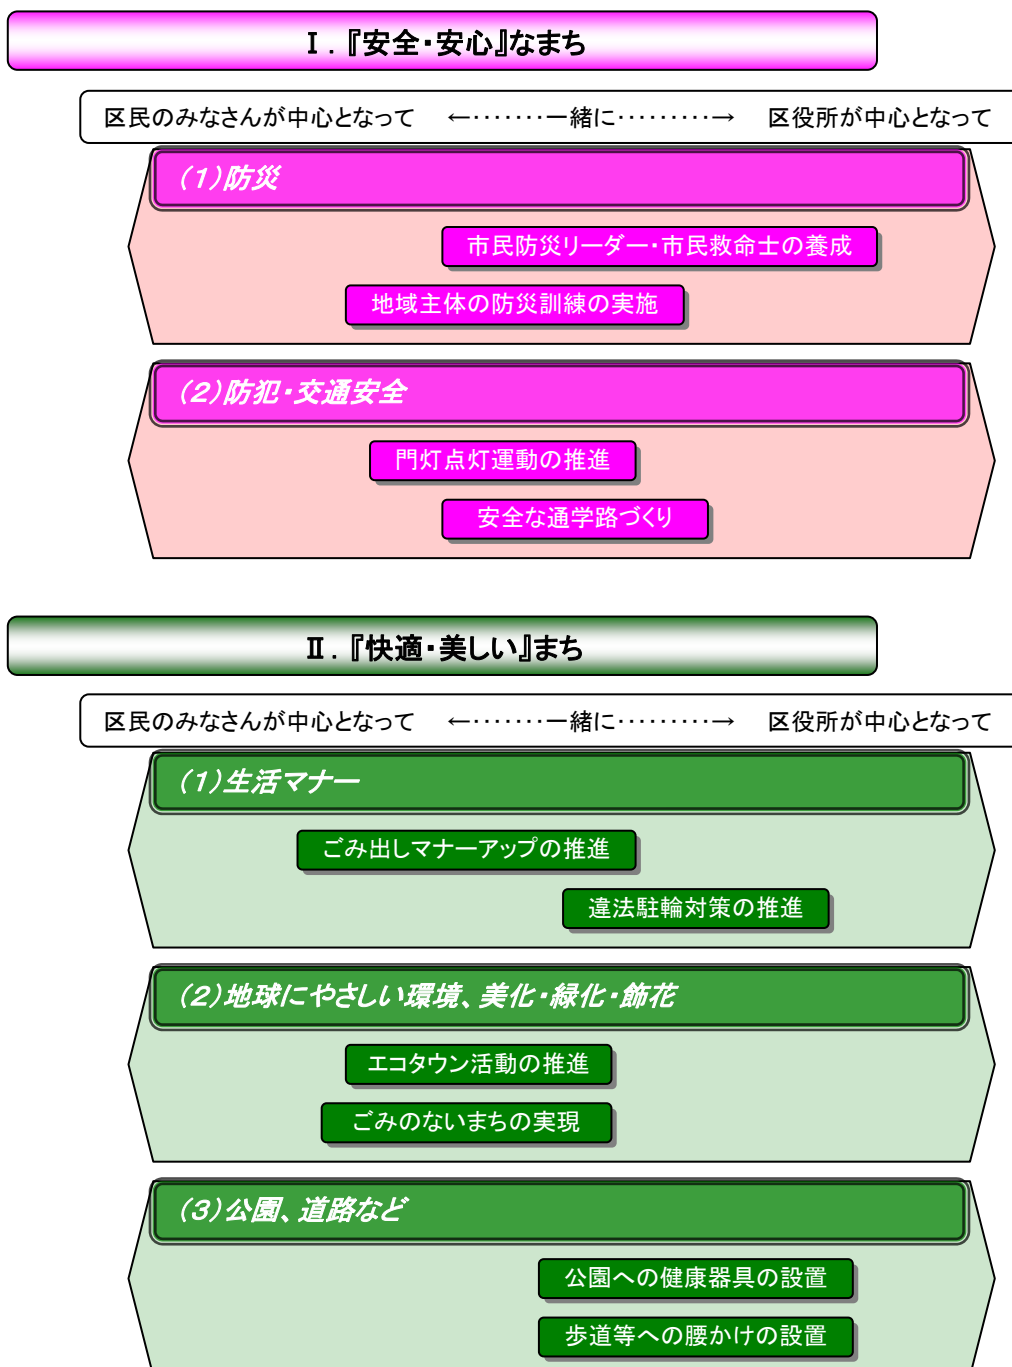 Ⅰ．『安全・安心』なまち
区民のみなさんが中心となって　←‥‥‥‥一緒に‥‥‥‥‥→　区役所が中心となって
（１）防災
市民防災リーダー・市民救命士の養成
地域主体の防災訓練の実施
（２）防犯・交通安全
門灯点灯運動の推進
安全な通学路づくり
Ⅱ．『快適・美しい』まち
区民のみなさんが中心となって　←‥‥‥‥一緒に‥‥‥‥‥→　区役所が中心となって
（１）生活マナー
ごみ出しマナーアップの推進
違法駐輪対策の推進
（２）地球にやさしい環境、美化・緑化・飾花
エコタウン活動の推進
ごみのないまちの実現
（３）公園、道路など
公園への健康器具の設置
歩道等への腰かけの設置